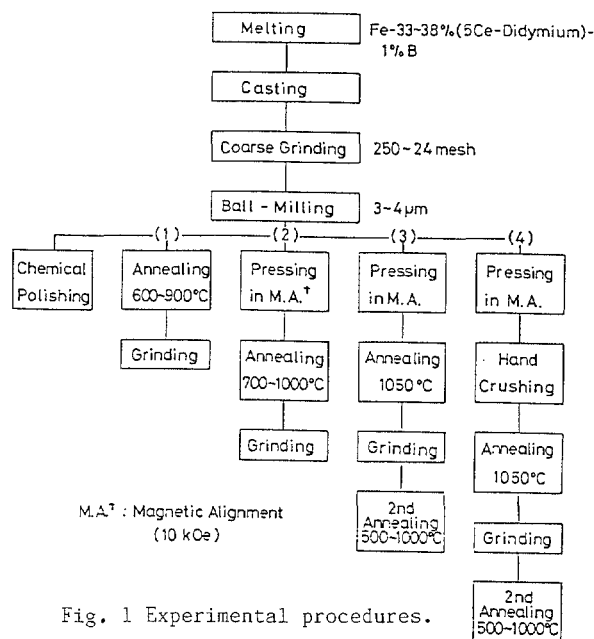 Melting
Fe-33~38%(5Ce-Didymium)-
1%B
Casting
Coarse Grinding
250~24 mesh
Ball-Milling
3~4μm
(1)
(2)
(3)
(4)
Chemical
Polishing
Annealing
600~900°C
Grinding
Pressing
in M.A.†
Annealing
700~1000°C
Grinding
Pressing
in M.A.
Annealing
1050°C
Grinding
2nd
Annealing
500~1000°C
Pressing
in M.A.
Hand
Crushing
Annealing
1050°C
Grinding
2nd
Annealing
500~1000°C
M.A.† : Magnetic Alignment
(10 kOe)
Fig. 1 Experimental procedures.